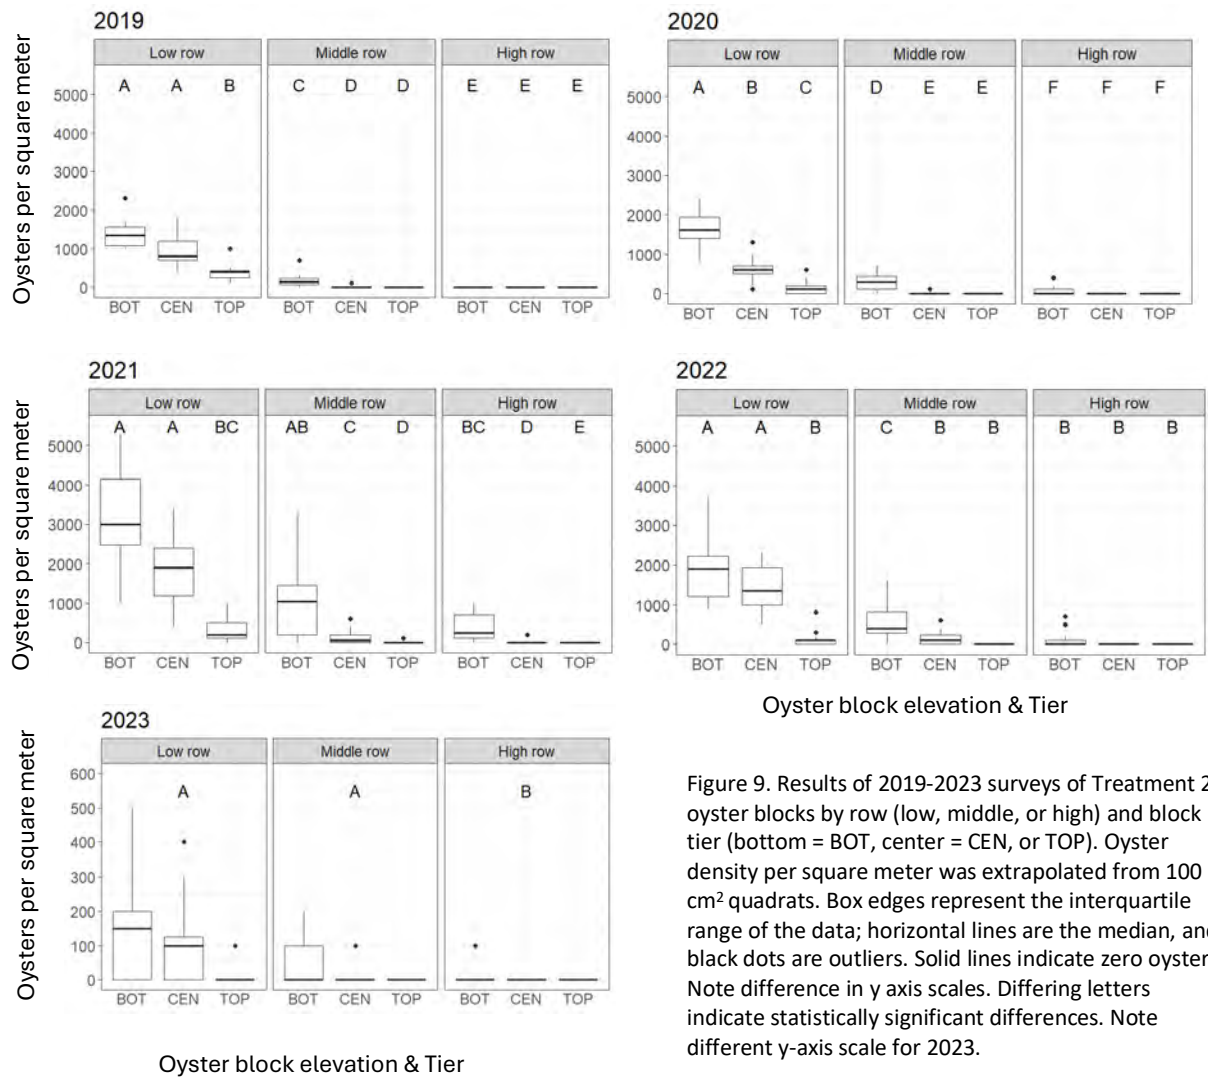 2019
Low row Middle row High row
A A B C D D E E E
Oysters per square meter
5000
4000
3000
2000
1000
0
BOT CEN TOP BOT CEN TOP BOT CEN TOP
2020
Low row Middle row High row
A B C D E E F F F
5000
4000
3000
2000
1000
0
BOT CEN TOP BOT CEN TOP BOT CEN TOP
2021
Low row Middle row High row
A A BC AB C D BC D E
Oysters per square meter
5000
4000
3000
2000
1000
0
BOT CEN TOP BOT CEN TOP BOT CEN TOP
2022
Low row Middle row High row
A A B C B B B B B
5000
4000
3000
2000
1000
0
BOT CEN TOP BOT CEN TOP BOT CEN TOP
Oyster block elevation & Tier
2023
Low row Middle row High row
A A B
Oysters per square meter
600
500
400
300
200
100
0
BOT CEN TOP BOT CEN TOP BOT CEN TOP
Oyster block elevation & Tier
Figure 9. Results of 2019-2023 surveys of Treatment 2
oyster blocks by row (low, middle, or high) and block
tier (bottom = BOT, center = CEN, or TOP). Oyster
density per square meter was extrapolated from 100
cm² quadrats. Box edges represent the interquartile
range of the data; horizontal lines are the median, an
black dots are outliers. Solid lines indicate zero oyster
Note difference in y axis scales. Differing letters
indicate statistically significant differences. Note
different y-axis scale for 2023.